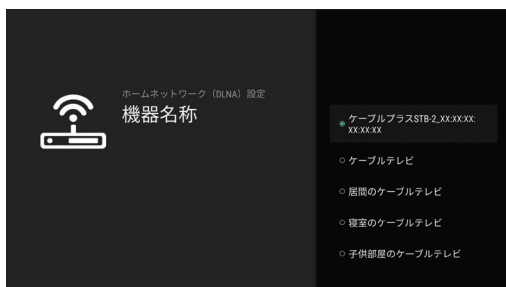 ホームネットワーク（DLNA）設定
機器名称
ケーブルプラスSTB-2_XX:XX:XX:
XX:XX:XX
ケーブルテレビ
居間のケーブルテレビ
寝室のケーブルテレビ
子供部屋のケーブルテレビ